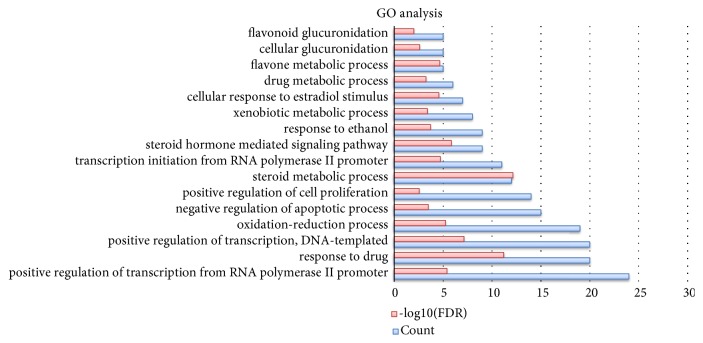 GO analysis
flavonoid glucuronidation
cellular glucuronidation
flavone metabolic process
drug metabolic process
cellular response to estradiol stimulus
xenobiotic metabolic process
response to ethanol
steroid hormone mediated signaling pathway
transcription initiation from RNA polymerase II promoter
steroid metabolic process
positive regulation of cell proliferation
negative regulation of apoptotic process
oxidation-reduction process
positive regulation of transcription, DNA-templated
response to drug
positive regulation of transcription from RNA polymerase II promoter
0 5 10 15 20 25 30
-log10(FDR)
Count